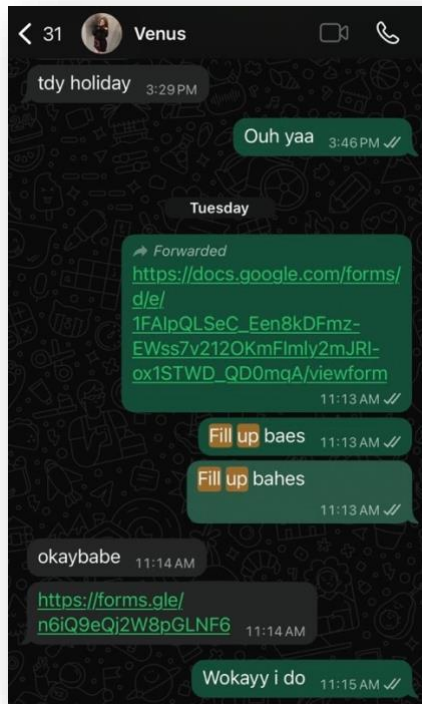 31 Venus
tdy holiday 3:29 PM
Ouh yaa 3:46 PM
Tuesday
Forwarded
https://docs.google.com/forms/
d/e/
1FAIpQLSeC_Een8kDFmz-
EWss7v212OKmFlmly2mJRl-
ox1STWD_QD0mqA/viewform
11:13 AM
Fill up baes 11:13 AM
Fill up bahes
11:13 AM
okaybabe 11:14 AM
https://forms.gle/
n6iQ9eQj2W8pGLNF6 11:14 AM
Wokayy i do 11:15 AM